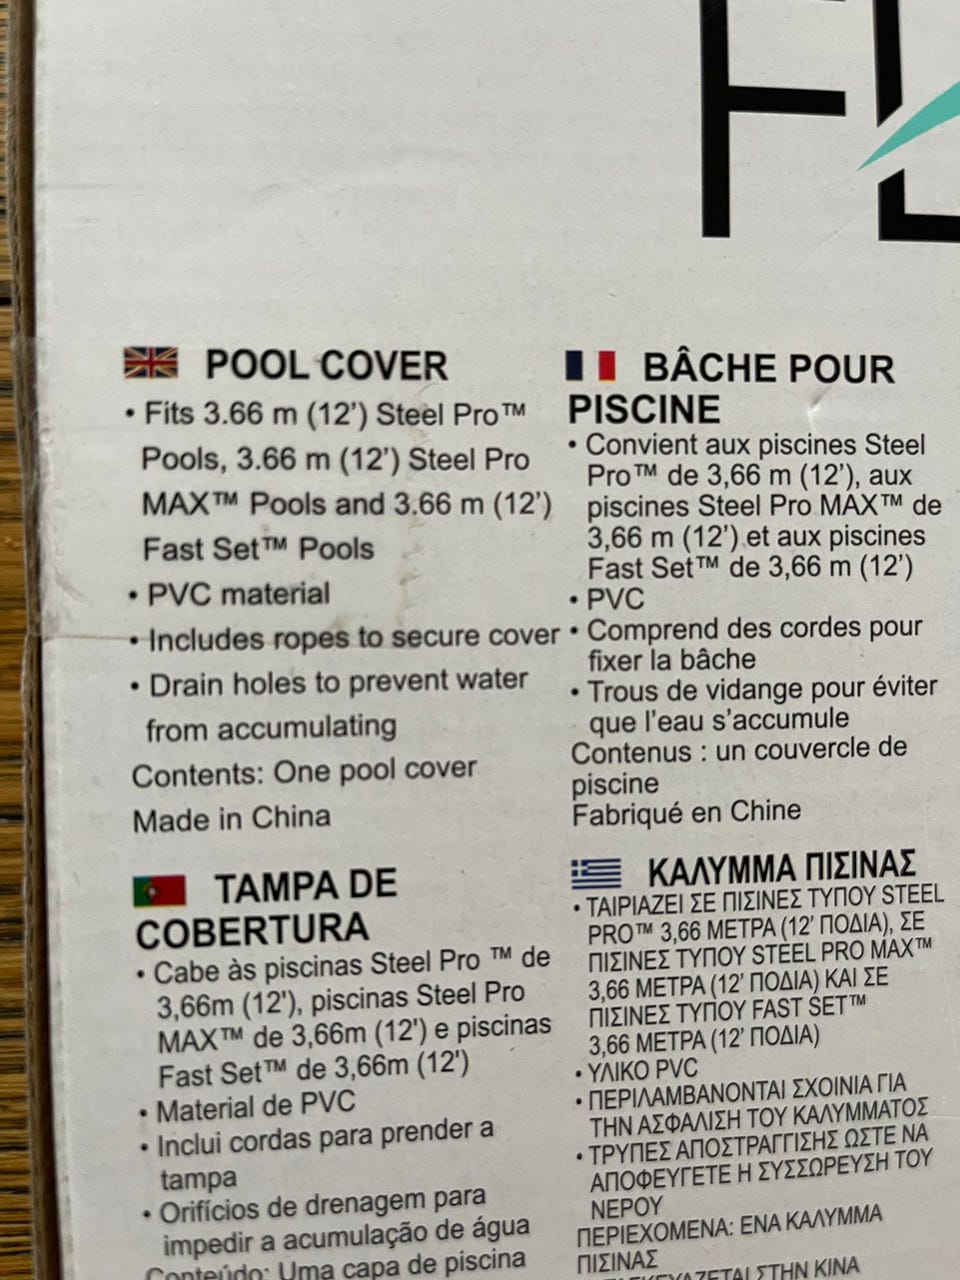 POOL COVER
• Fits 3.66 m (12') Steel Pro™
Pools, 3.66 m (12') Steel Pro
MAX™ Pools and 3.66 m (12')
Fast Set™ Pools
• PVC material
• Includes ropes to secure cover
• Drain holes to prevent water
from accumulating
Contents: One pool cover
Made in China
BÂCHE POUR
PISCINE
• Convient aux piscines Steel
Pro™ de 3,66 m (12'), aux
piscines Steel Pro MAX™ de
3,66 m (12') et aux piscines
Fast Set™ de 3,66 m (12')
• PVC
• Comprend des cordes pour
fixer la bâche
• Trous de vidange pour éviter
que l'eau s'accumule
Contenus : un couvercle de
piscine
Fabriqué en Chine
TAMPA DE
COBERTURA
• Cabe às piscinas Steel Pro ™ de
3,66m (12'), piscinas Steel Pro
MAX™ de 3,66m (12') e piscinas
Fast Set™ de 3,66m (12')
• Material de PVC
• Inclui cordas para prender a
tampa
• Orifícios de drenagem para
impedir a acumulação de água
Conteúdo: Uma capa de piscina
ΚΑΛΥΜΜΑ ΠΙΣΙΝΑΣ
• ΤΑΙΡΙΑΖΕΙ ΣΕ ΠΙΣΙΝΕΣ ΤΥΠΟΥ STEEL
PRO™ 3,66 ΜΕΤΡΑ (12' ΠΟΔΙΑ), ΣΕ
ΠΙΣΙΝΕΣ ΤΥΠΟΥ STEEL PRO MAX™
3,66 ΜΕΤΡΑ (12' ΠΟΔΙΑ) ΚΑΙ ΣΕ
ΠΙΣΙΝΕΣ ΤΥΠΟΥ FAST SET™
3,66 ΜΕΤΡΑ (12' ΠΟΔΙΑ)
• ΥΛΙΚΟ PVC
• ΠΕΡΙΛΑΜΒΑΝΟΝΤΑΙ ΣΧΟΙΝΙΑ ΓΙΑ
ΤΗΝ ΑΣΦΑΛΙΣΗ ΤΟΥ ΚΑΛΥΜΜΑΤΟΣ
• ΤΡΥΠΕΣ ΑΠΟΣΤΡΑΓΓΙΣΗΣ ΩΣΤΕ ΝΑ
ΑΠΟΦΕΥΓΕΤΕ Η ΣΥΣΣΩΡΕΥΣΗ ΤΟΥ
ΝΕΡΟΥ
ΠΕΡΙΕΧΟΜΕΝΑ: ΕΝΑ ΚΑΛΥΜΜΑ
ΠΙΣΙΝΑΣ
ΣΤΗΝ ΚΙΝΑ